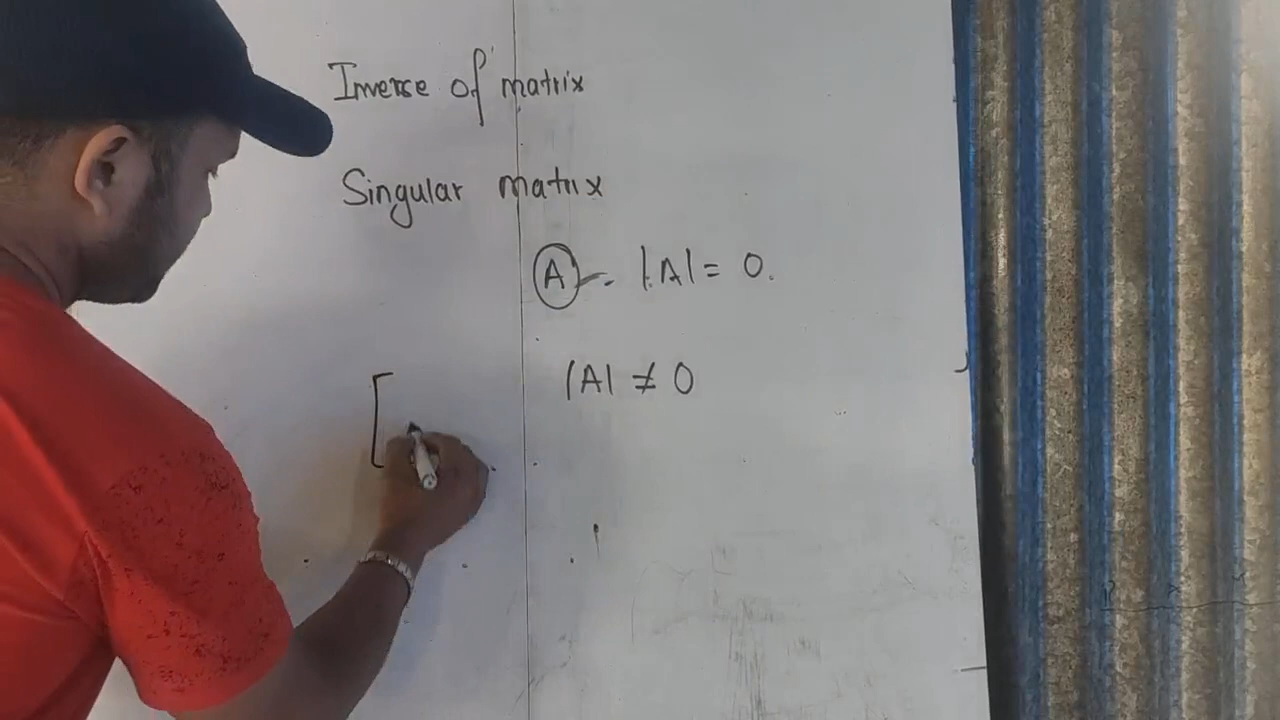 Inverse of matrix
Singular matrix
A - |A| = 0.
|A| ≠ 0
[